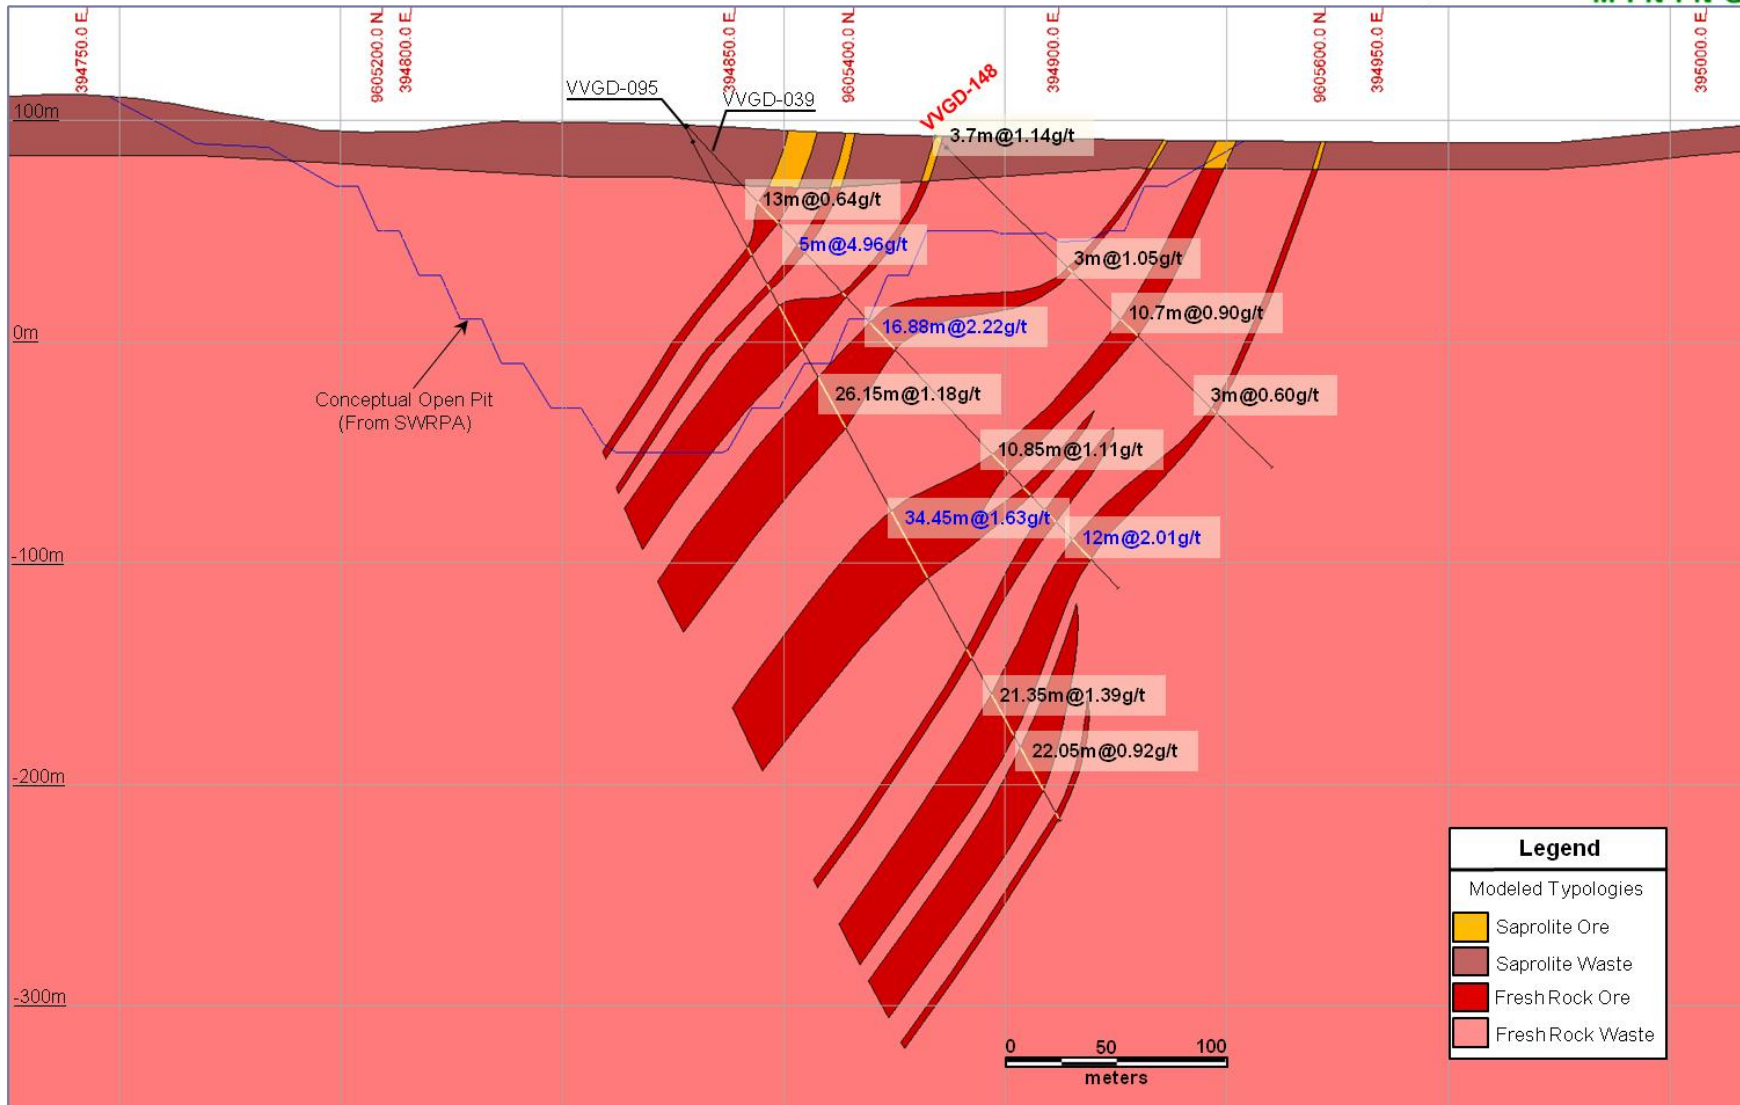 MINING
394750.0 E
9605200.0 N
394800.0 E
394850.0 E
9605400.0 N
394900.0 E
9605600.0 N
394950.0 E
395000.0 E
VVGD-095
VVGD-039
VVGD-148
100m
0m
-100m
-200m
-300m
3.7m@1.14g/t
13m@0.64g/t
5m@4.96g/t
3m@1.05g/t
10.7m@0.90g/t
16.88m@2.22g/t
26.15m@1.18g/t
3m@0.60g/t
10.85m@1.11g/t
34.45m@1.63g/t
12m@2.01g/t
21.35m@1.39g/t
22.05m@0.92g/t
Conceptual Open Pit
(From SWRPA)
Legend
Modeled Typologies
Saprolite Ore
Saprolite Waste
Fresh Rock Ore
Fresh Rock Waste
0 50 100
meters